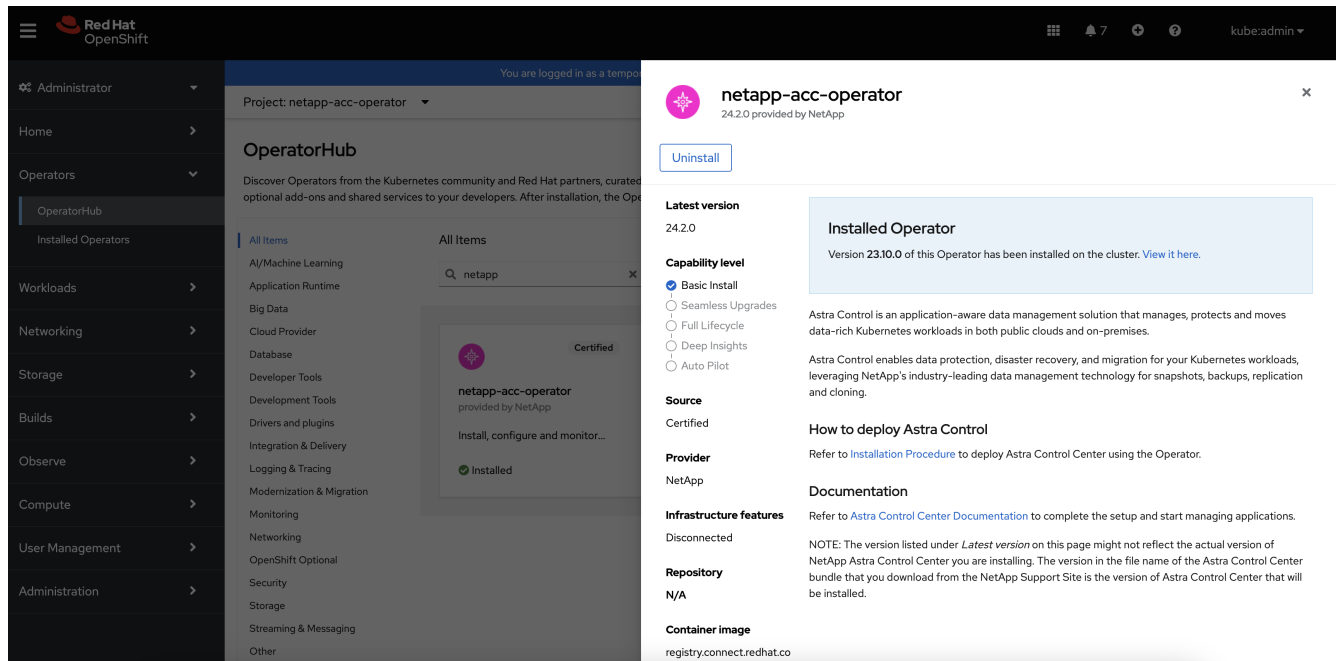 Red Hat
OpenShift
7
kube:admin
Administrator
Home
Operators
OperatorHub
Installed Operators
Workloads
Networking
Storage
Builds
Observe
Compute
User Management
Administration
You are logged in as a
Project: netapp-acc-operator
OperatorHub
Discover Operators from the Kubernetes community and Red Hat partners, curated
optional add-ons and shared services to your developers. After installation, the
All Items
AI/Machine Learning
Application Runtime
Big Data
Cloud Provider
Database
Developer Tools
Development Tools
Drivers and plugins
Integration & Delivery
Logging & Tracing
Modernization & Migration
Monitoring
Networking
OpenShift Optional
Security
Storage
Streaming & Messaging
Other
All Items
netapp
Certified
netapp-acc-operator
provided by NetApp
Install, configure and monitor...
Installed
netapp-acc-operator
24.2.0 provided by NetApp
Uninstall
Latest version
24.2.0
Capability level
Basic Install
Seamless Upgrades
Full Lifecycle
Deep Insights
Auto Pilot
Source
Certified
Provider
NetApp
Infrastructure features
Disconnected
Repository
N/A
Container image
registry.connect.redhat.co
Installed Operator
Version 23.10.0 of this Operator has been installed on the cluster. View it here.
Astra Control is an application-aware data management solution that manages, protects and moves
data-rich Kubernetes workloads in both public clouds and on-premises.
Astra Control enables data protection, disaster recovery, and migration for your Kubernetes workloads,
leveraging NetApp's industry-leading data management technology for snapshots, backups, replication
and cloning.
How to deploy Astra Control
Refer to Installation Procedure to deploy Astra Control Center using the Operator.
Documentation
Refer to Astra Control Center Documentation to complete the setup and start managing applications.
NOTE: The version listed under Latest version on this page might not reflect the actual version of
NetApp Astra Control Center you are installing. The version in the file name of the Astra Control Center
bundle that you download from the NetApp Support Site is the version of Astra Control Center that will
be installed.